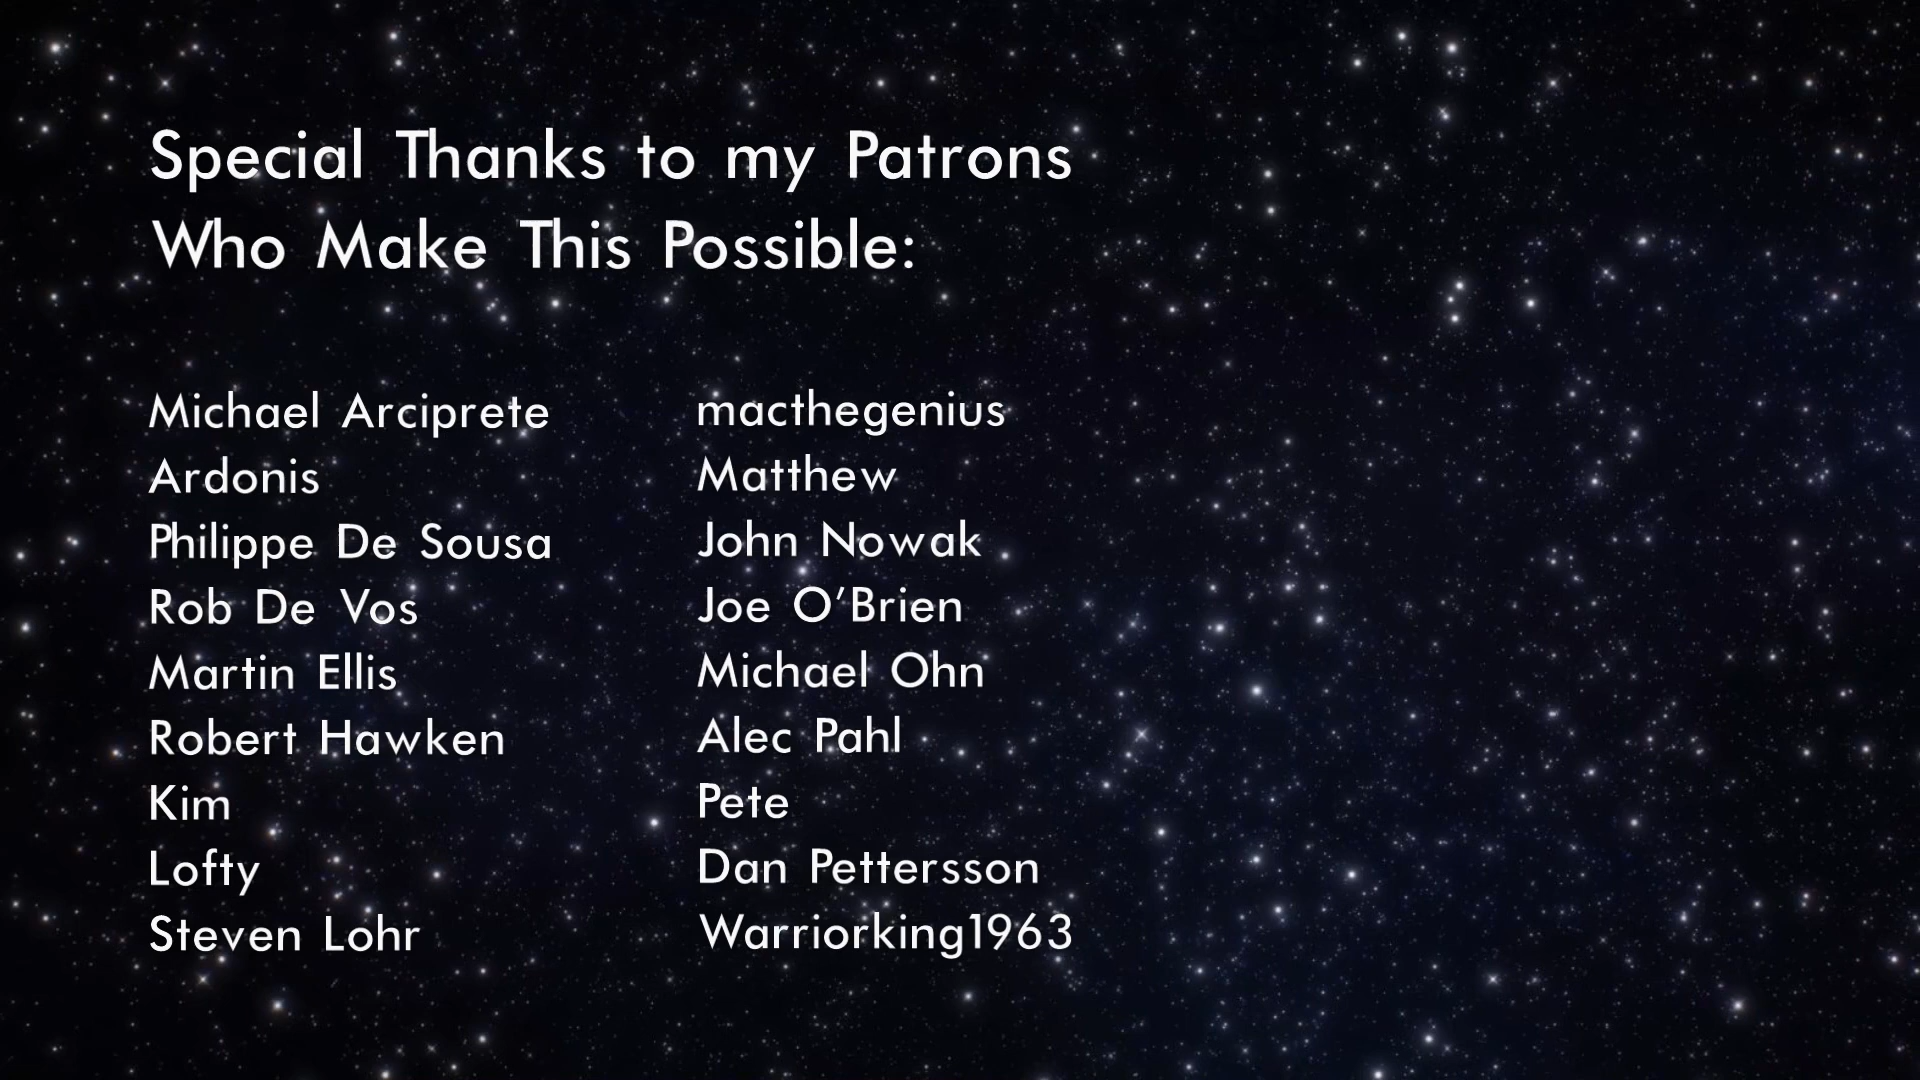 Special Thanks to my Patrons
Who Make This Possible:
Michael Arciprete
Ardonis
Philippe De Sousa
Rob De Vos
Martin Ellis
Robert Hawken
Kim
Lofty
Steven Lohr
macthegenius
Matthew
John Nowak
Joe O’Brien
Michael Ohn
Alec Pahl
Pete
Dan Pettersson
Warriorking1963